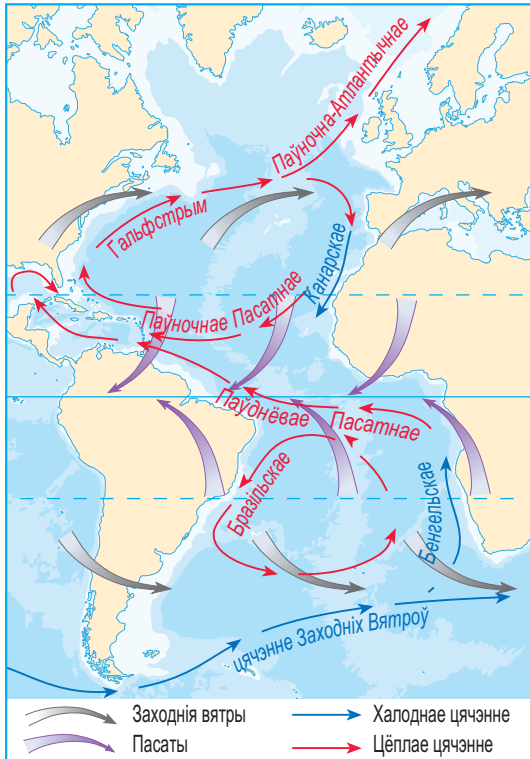 Паўночна-Атлантычнае
Гальфстрым
Канарскае
Паўночнае Пасатнае
Паўднёвае Пасатнае
Бразільскае
Бенгельскае
цячэнне Заходніх Вятроў
Заходнія вятры
Халоднае цячэнне
Пасаты
Цёплае цячэнне